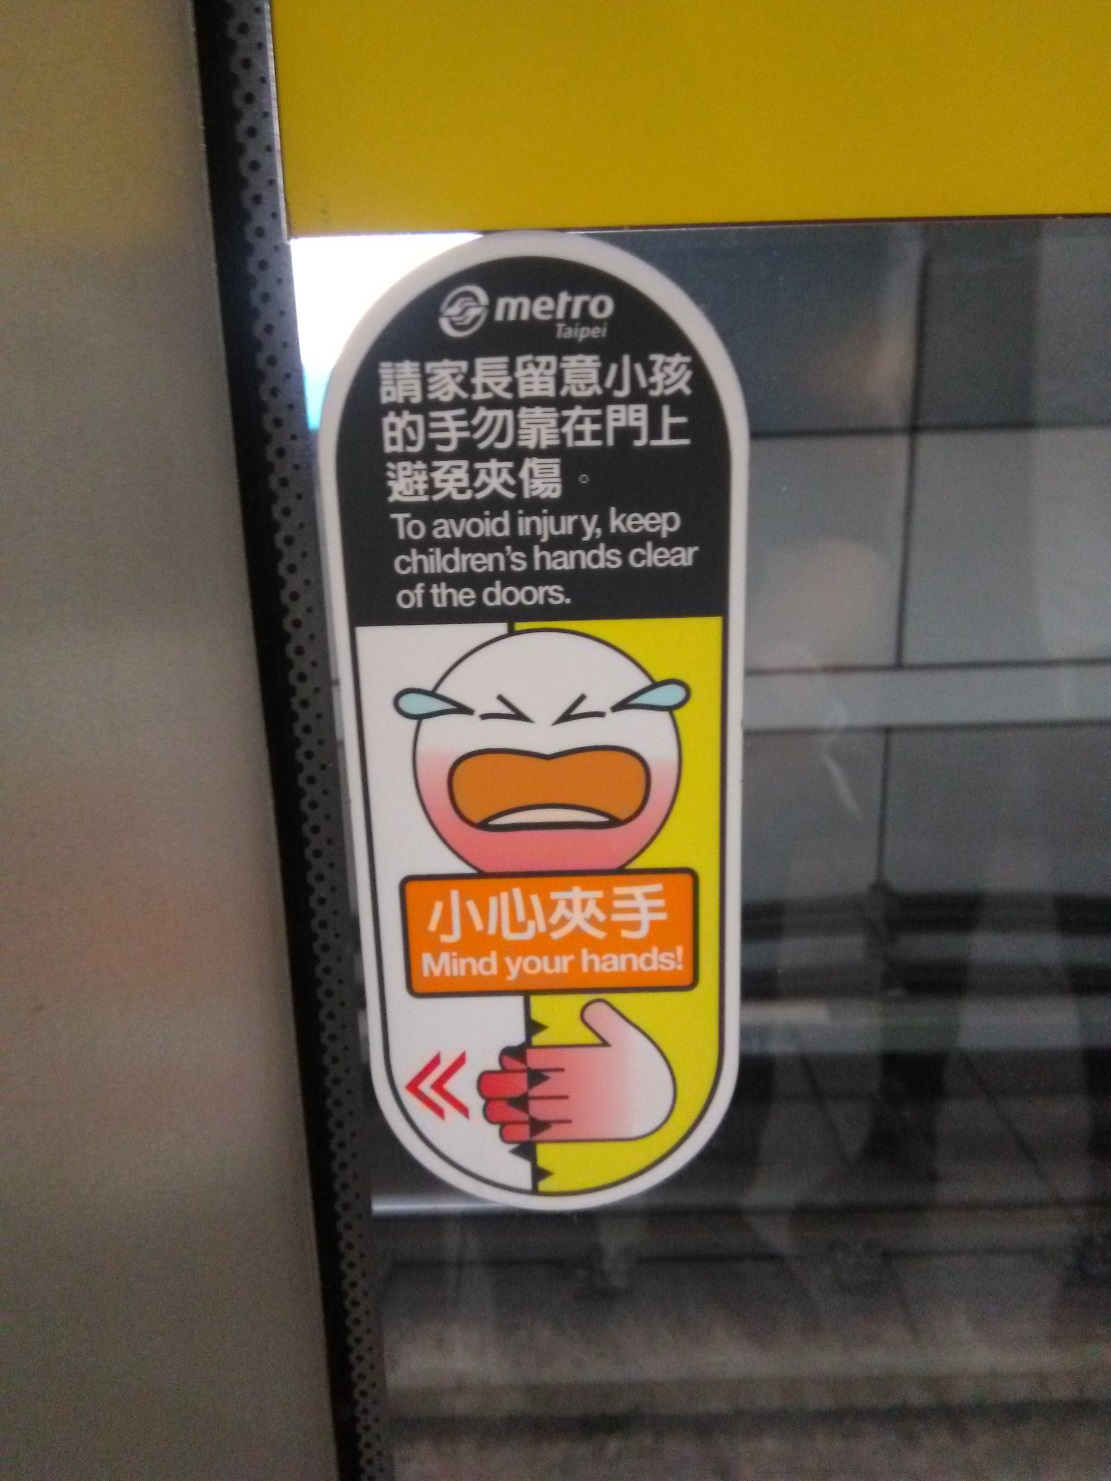 metro
Taipei
請家長留意小孩
的手勿靠在門上
避免夾傷。
To avoid injury, keep
children's hands clear
of the doors.
小心夾手
Mind your hands!